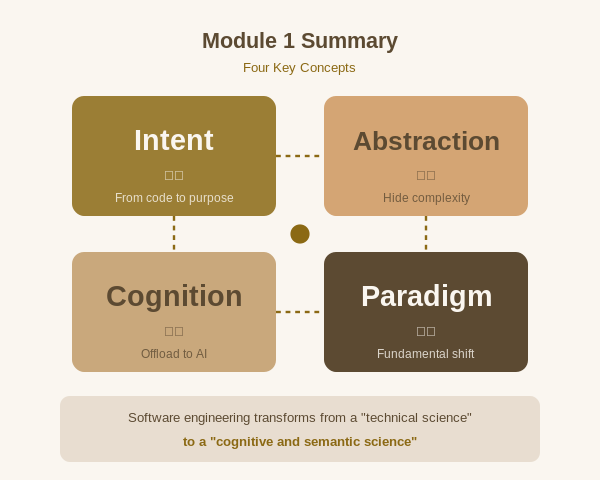 Module 1 Summary
Four Key Concepts
Intent
From code to purpose
Abstraction
Hide complexity
Cognition
Offload to AI
Paradigm
Fundamental shift
Software engineering transforms from a "technical science"
to a "cognitive and semantic science"